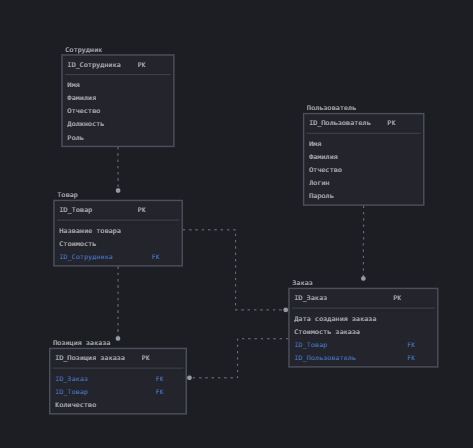 Сотрудник
ID_Сотрудника PK
Имя
Фамилия
Отчество
Должность
Роль
Пользователь
ID_Пользователь PK
Имя
Фамилия
Отчество
Логин
Пароль
Товар
ID_Товар PK
Название товара
Стоимость
ID_Сотрудника FK
Заказ
ID_Заказ PK
Дата создания заказа
Стоимость заказа
ID_Товар FK
ID_Пользователь FK
Позиция заказа
ID_Позиция заказа PK
ID_Заказ FK
ID_Товар FK
Количество